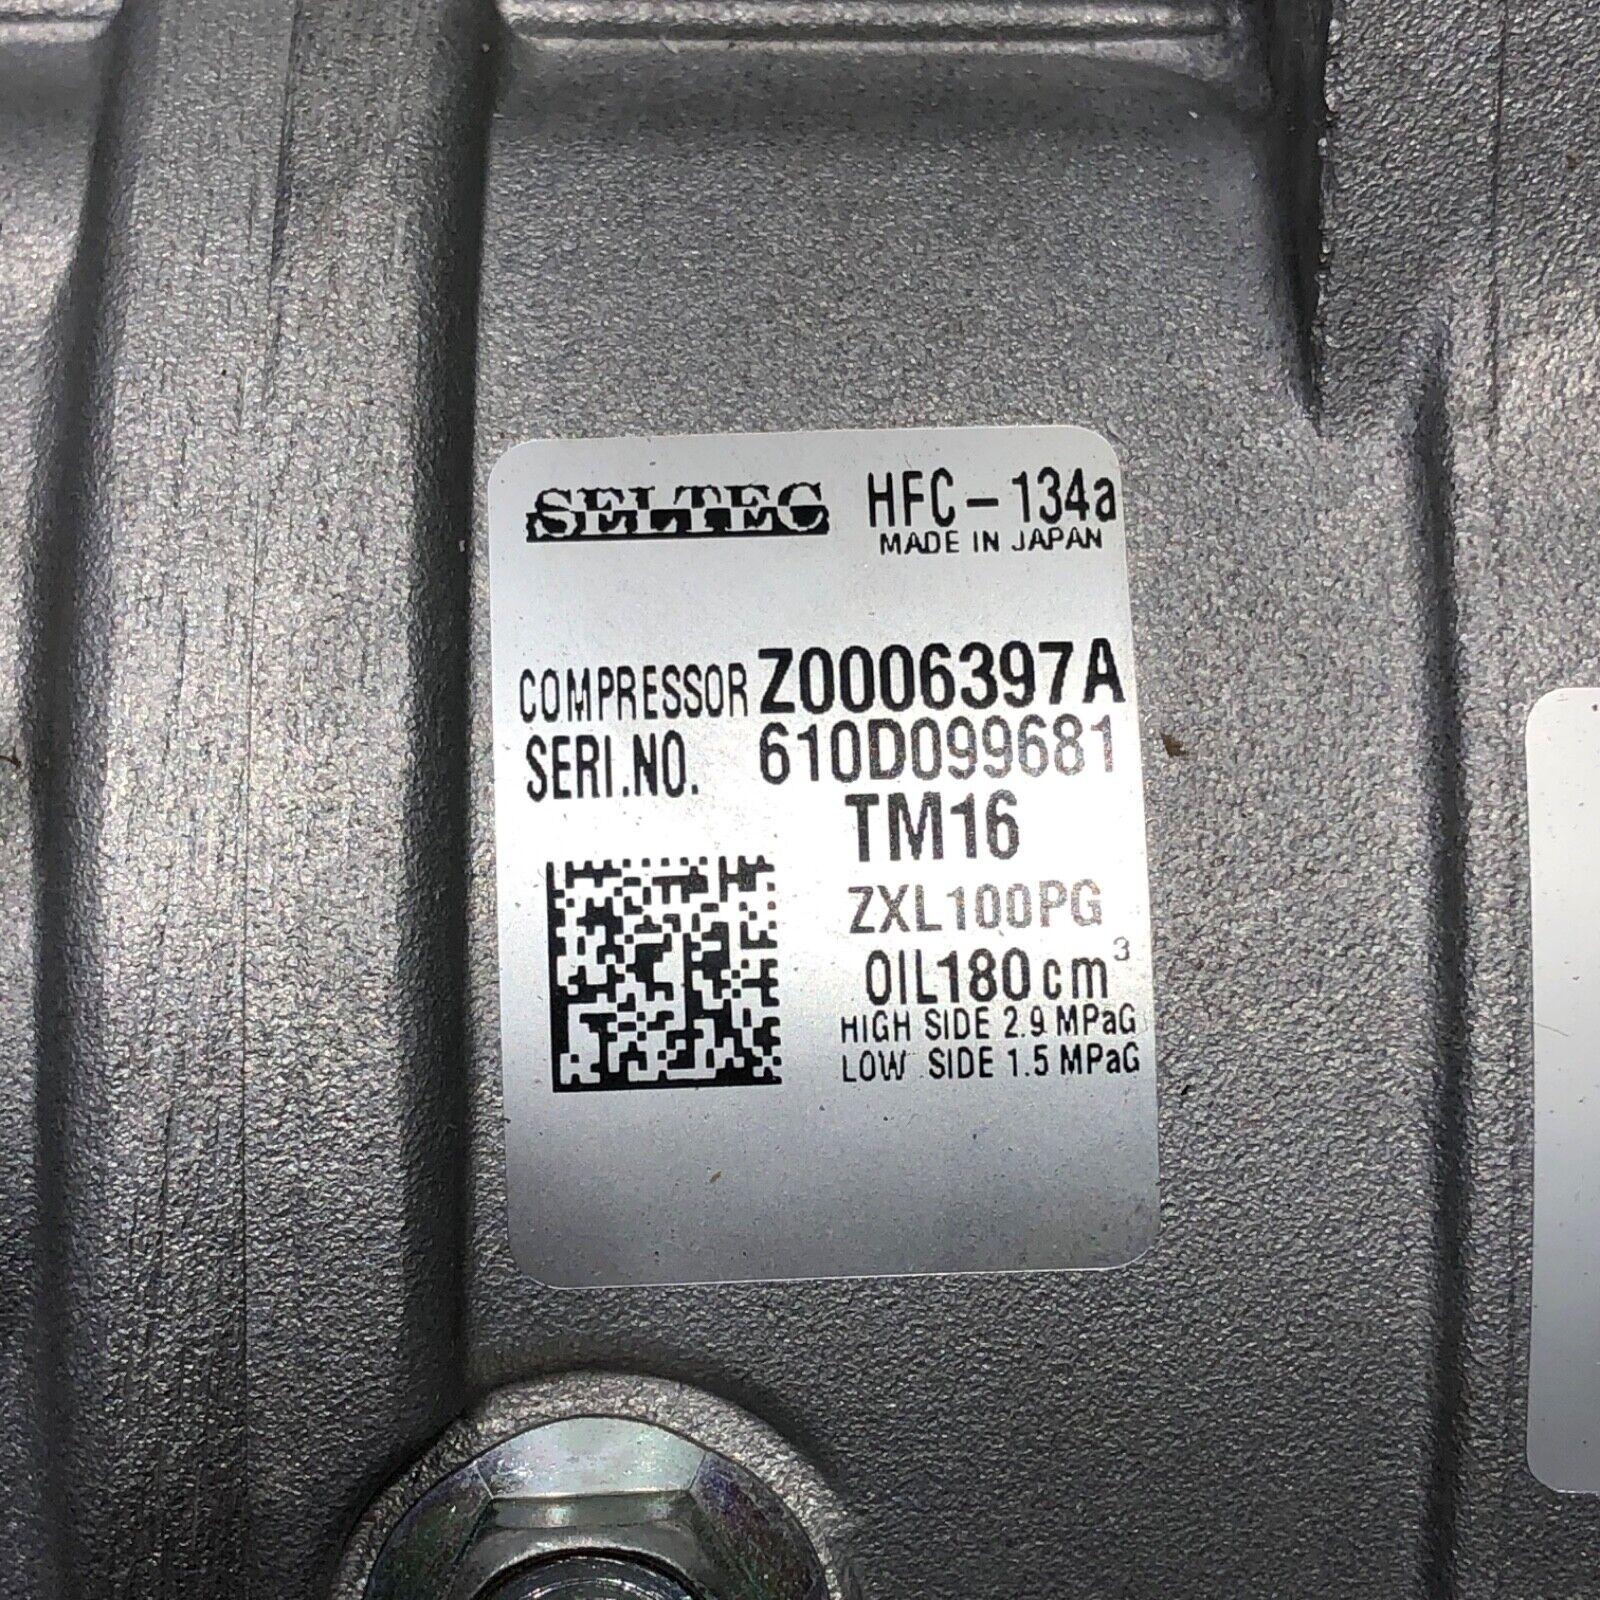 SELTEC HFC-134a
MADE IN JAPAN
COMPRESSOR Z0006397A
SERI.NO. 610D099681
TM16
ZXL100PG
OIL180cm³
HIGH SIDE 2.9 MPaG
LOW SIDE 1.5 MPaG